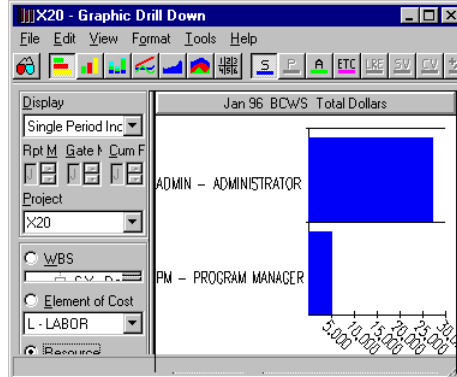 X20 - Graphic Drill Down
File Edit View Format Tools Help
S P A ETC LRE SV CV
Display
Single Period Inc
Rpt M Gate M Cum F
Project
X20
WBS
Element of Cost
L - LABOR
Resource
Jan 96 BCWS Total Dollars
ADMIN - ADMINISTRATOR
PM - PROGRAM MANAGER
5,000 10,000 15,000 20,000 25,000 30,0